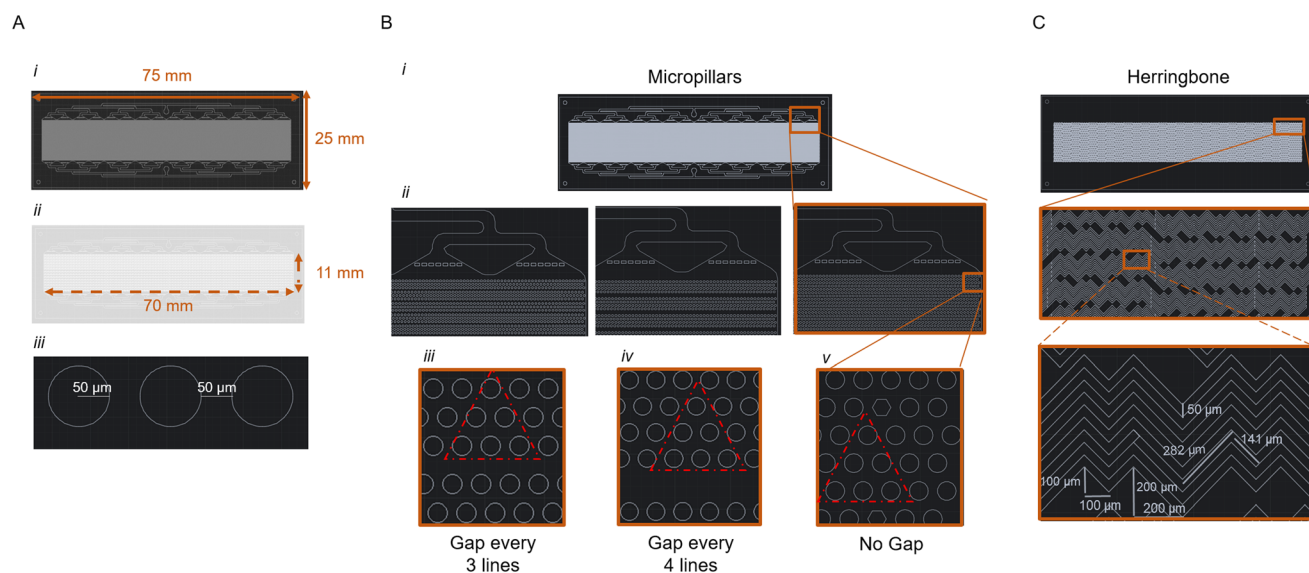 A
i
75 mm
25 mm
ii
11 mm
70 mm
iii
50 µm
50 µm
B
i
Micropillars
ii
iii
iv
v
Gap every
3 lines
Gap every
4 lines
No Gap
C
Herringbone
50 µm
141 µm
282 µm
100 µm
100 µm
200 µm
200 µm